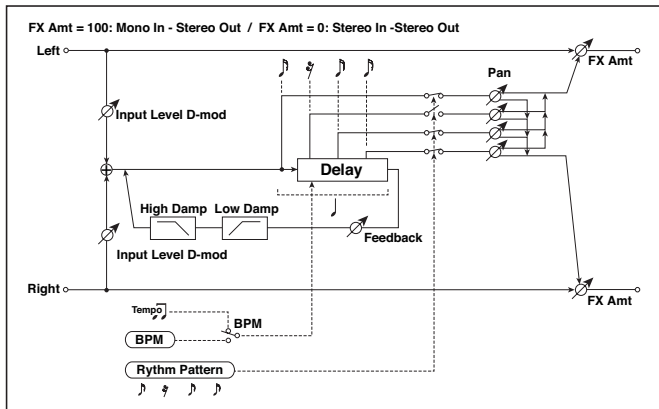 FX Amt = 100: Mono In - Stereo Out / FX Amt = 0: Stereo In -Stereo Out
Left
FX Amt
Pan
Input Level D-mod
Delay
High Damp Low Damp
Feedback
Input Level D-mod
Right
FX Amt
Tempo
BPM
BPM
Rythm Pattern